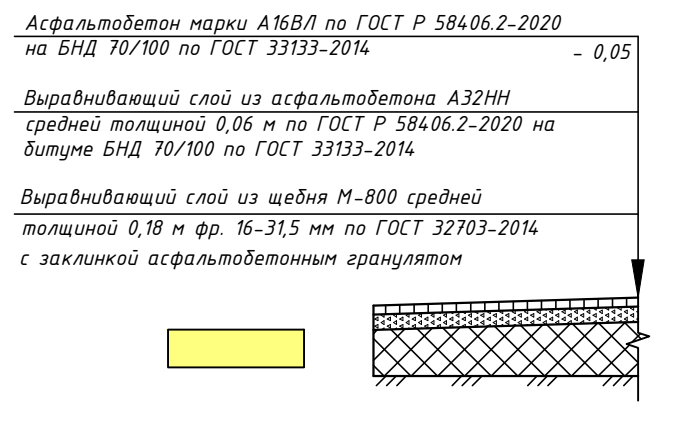 Асфальтобетон марки А16ВЛ по ГОСТ Р 58406.2-2020
на БНД 70/100 по ГОСТ 33133-2014 - 0,05
Выравнивающий слой из асфальтобетона А32НН
средней толщиной 0,06 м по ГОСТ Р 58406.2-2020 на
битуме БНД 70/100 по ГОСТ 33133-2014
Выравнивающий слой из щебня М-800 средней
толщиной 0,18 м фр. 16-31,5 мм по ГОСТ 32703-2014
с заклинкой асфальтобетонным гранулятом